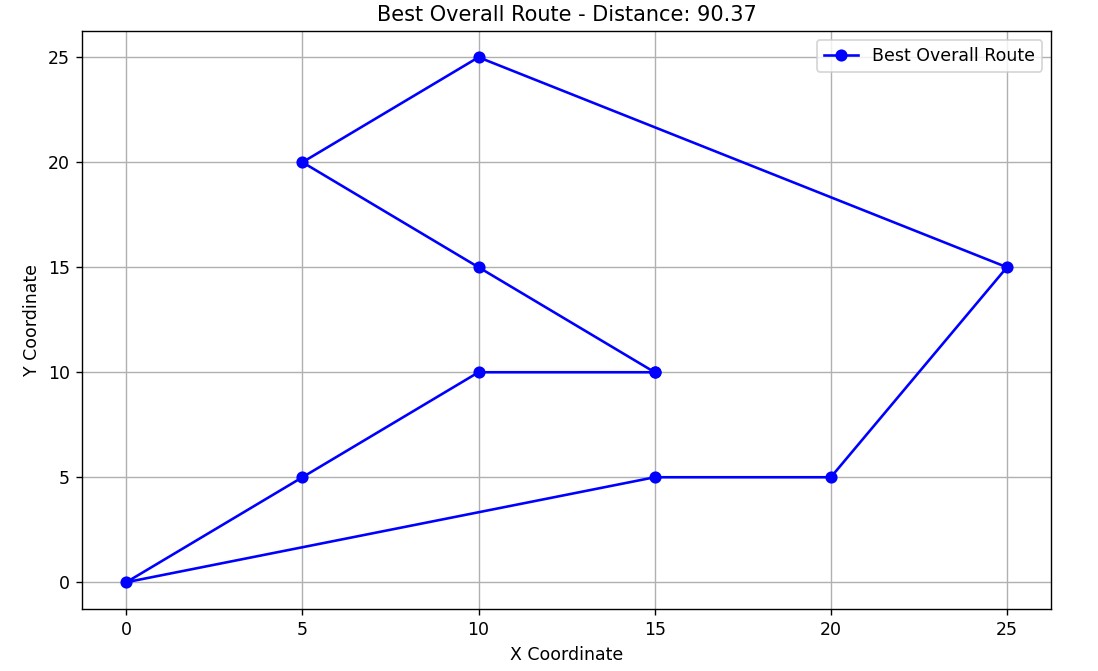 Best Overall Route - Distance: 90.37
Best Overall Route
25
20
15
10
5
0
Y Coordinate
0 5 10 15 20 25
X Coordinate